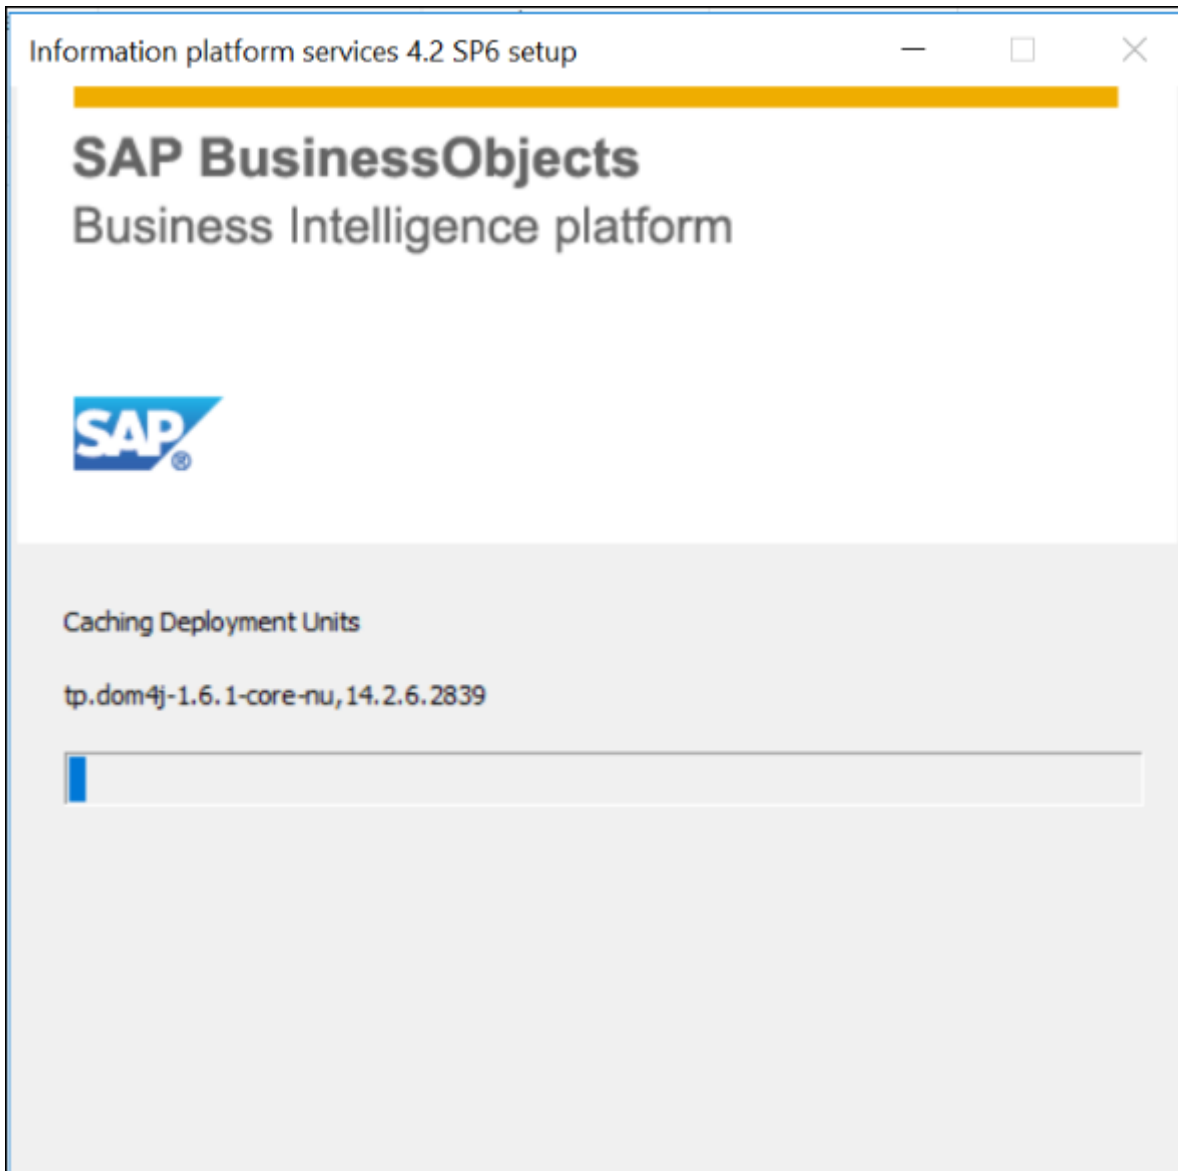 Information platform services 4.2 SP6 setup
SAP BusinessObjects
Business Intelligence platform
SAP®
Caching Deployment Units
tp.dom4j-1.6.1-core-nu,14.2.6.2839